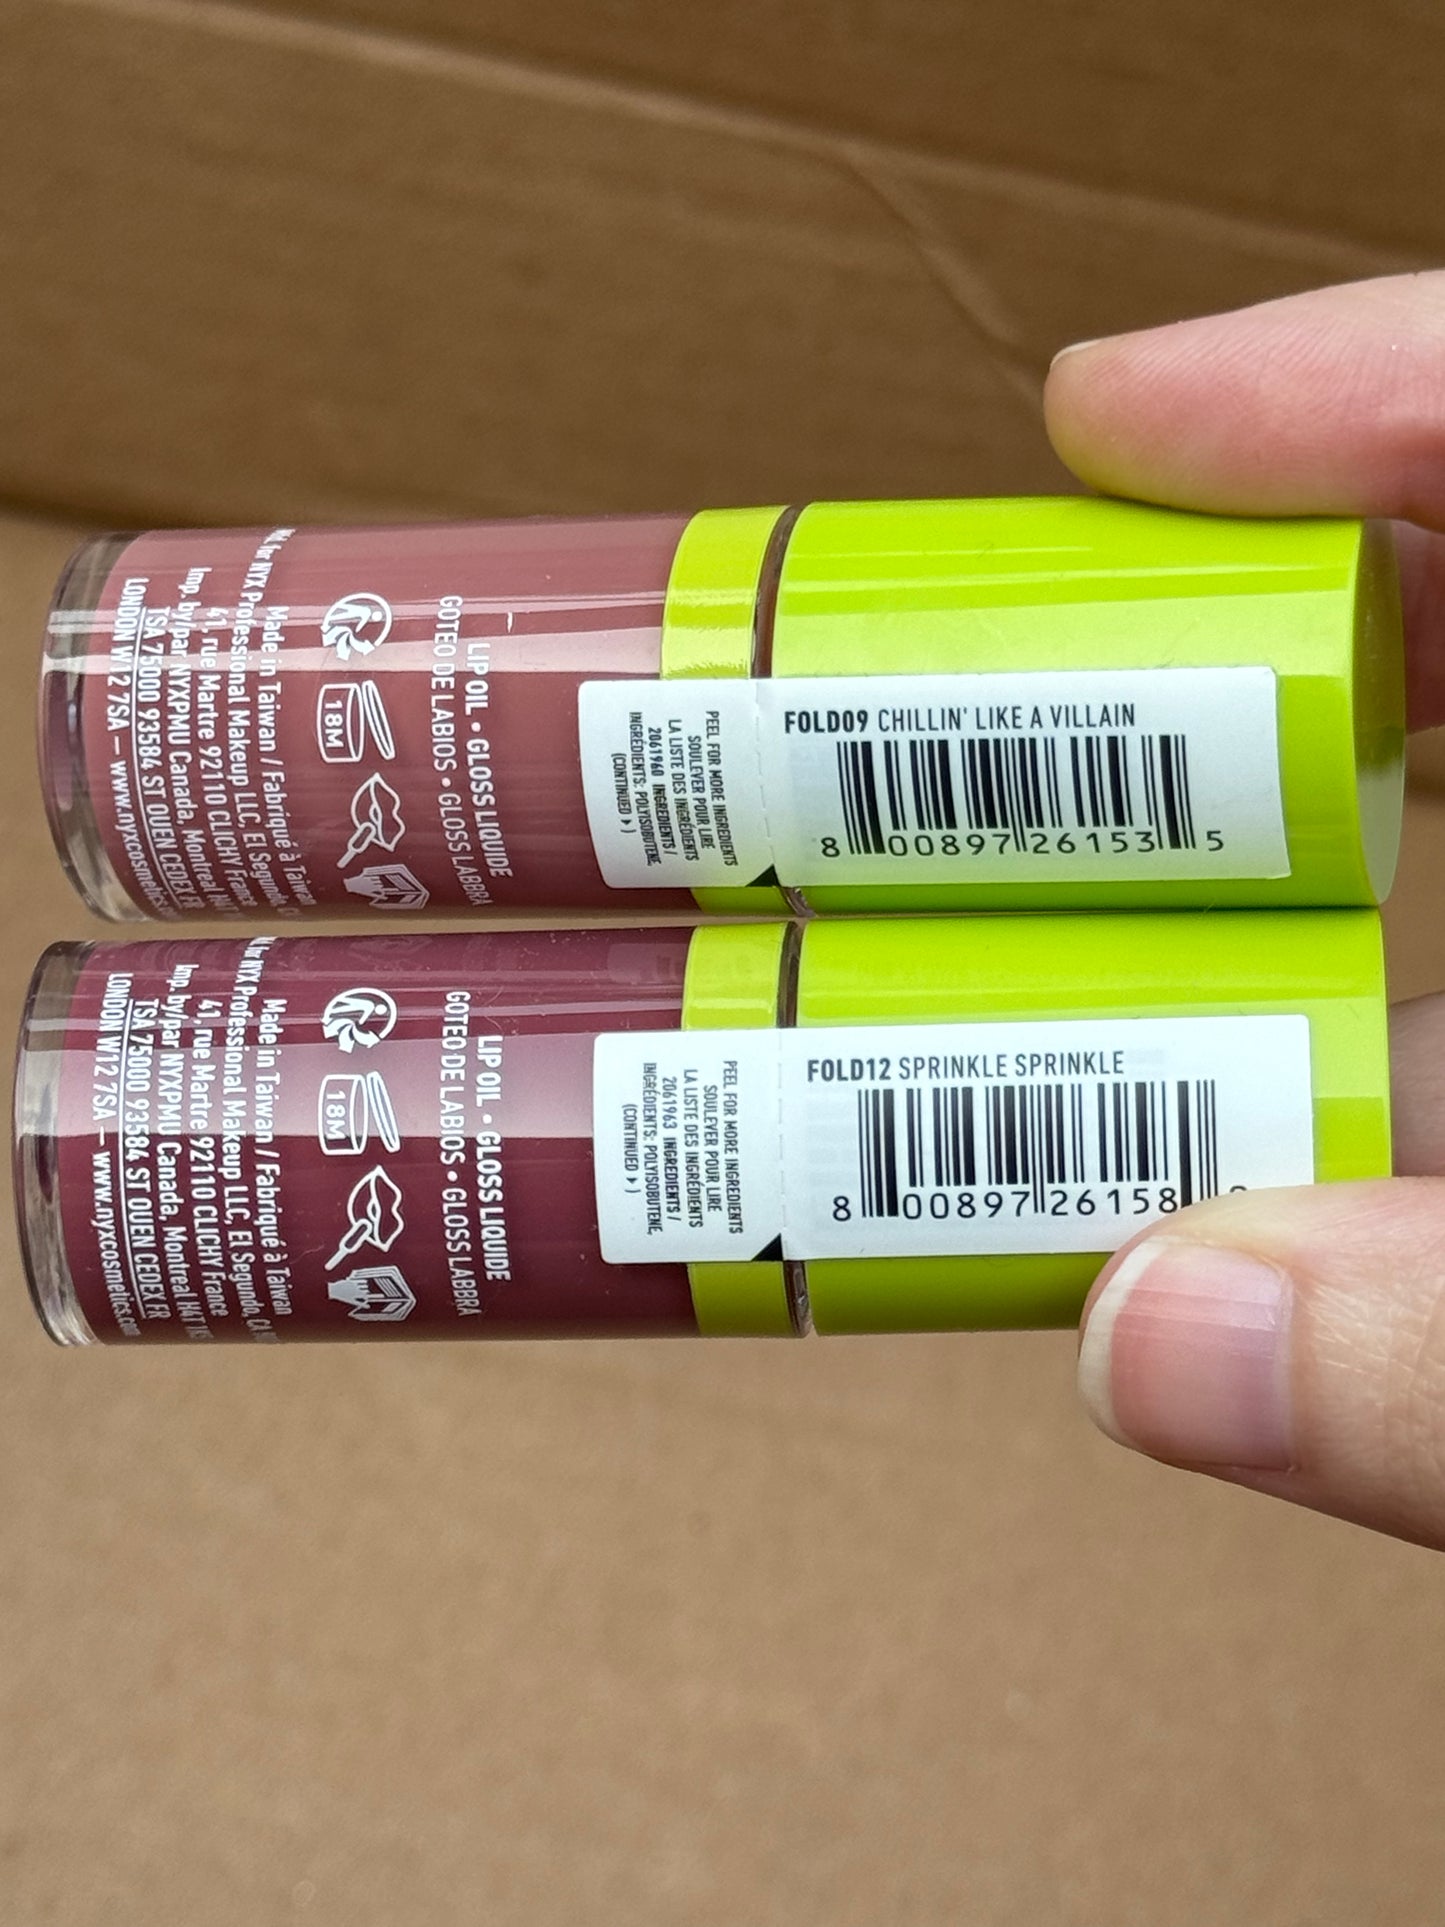 FOLD09 CHILLIN' LIKE A VILLAIN
8 00897 26153 5
PEEL FOR MORE INGREDIENTS
SOULEVER POUR LIRE
LA LISTE DES INGRÉDIENTS
2061960 INGREDIENTS /
INGRÉDIENTS: POLYISOBUTENE,
(CONTINUED ▸)
LIP OIL • GLOSS LIQUIDE
GOTEO DE LABIOS • GLOSS LABBRA
18M
Made in Taiwan / Fabriqué à Taiwan
for NYX Professional Makeup LLC, El Segundo,
41, rue Martre 92110 CLICHY France
Imp. by/par NYXPMU Canada, Montreal H4T
TSA 75000 93584 ST OUEN CEDEX FR
LONDON W12 7SA – www.nyxcosmetics.
FOLD12 SPRINKLE SPRINKLE
8 00897 26158
PEEL FOR MORE INGREDIENTS
SOULEVER POUR LIRE
LA LISTE DES INGRÉDIENTS
2061963 INGREDIENTS /
INGRÉDIENTS: POLYISOBUTENE,
(CONTINUED ▸)
LIP OIL • GLOSS LIQUIDE
GOTEO DE LABIOS • GLOSS LABBRA
18M
Made in Taiwan / Fabriqué à Taiwan
for NYX Professional Makeup LLC, El Segundo, CA
41, rue Martre 92110 CLICHY France
Imp. by/par NYXPMU Canada, Montreal H4T
TSA 75000 93584 ST OUEN CEDEX FR
LONDON W12 7SA – www.nyxcosmetics.com